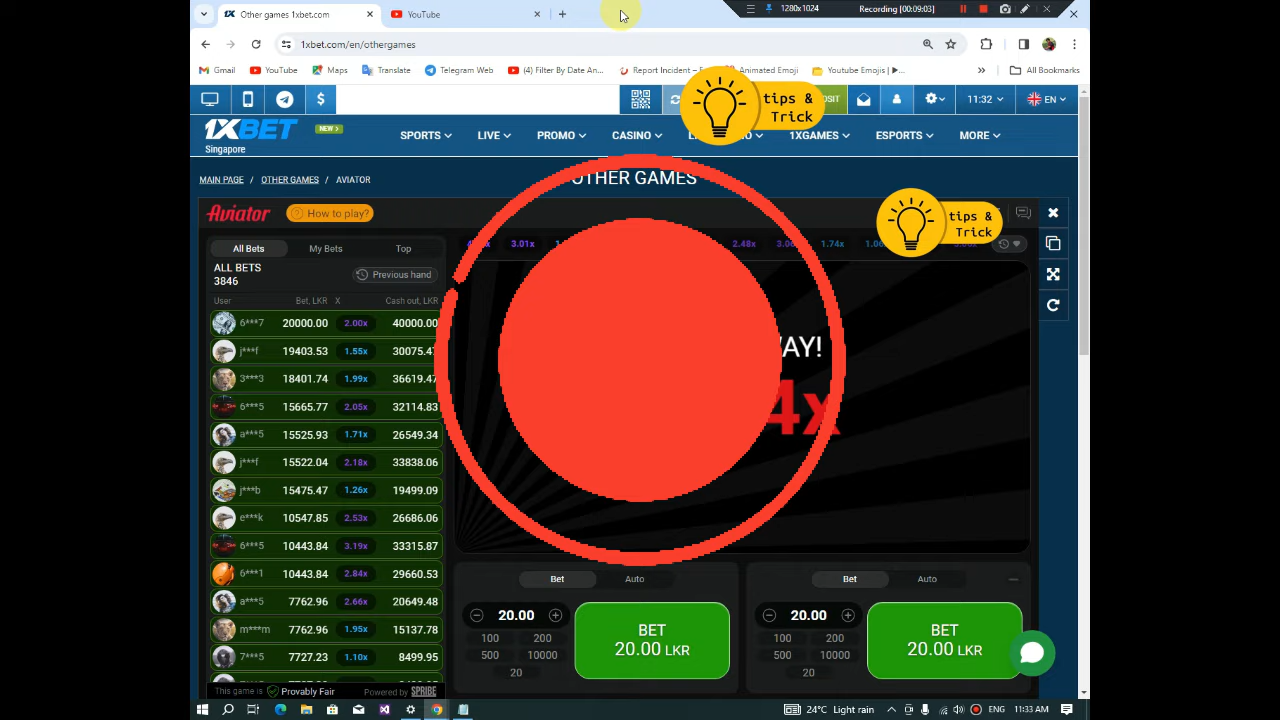 Other games 1xbet.com
YouTube
1280x1024
Recording [00:09:03]
1xbet.com/en/othergames
Gmail
YouTube
Maps
Translate
Telegram Web
(4) Filter By Date An...
Report Incident –
Animated Emoji
Youtube Emojis | ▶...
All Bookmarks
tips &
Trick
11:32
EN
1XBET
NEW
Singapore
SPORTS
LIVE
PROMO
CASINO
1XGAMES
ESPORTS
MORE
MAIN PAGE / OTHER GAMES / AVIATOR
OTHER GAMES
Aviator
? How to play?
tips &
Trick
All Bets
My Bets
Top
3.01x
2.48x
1.74x
ALL BETS
3846
Previous hand
User
Bet, LKR
X
Cash out, LKR
6***7 20000.00 2.00x 40000.00
j***f 19403.53 1.55x 30075.47
3***3 18401.74 1.99x 36619.47
6***5 15665.77 2.05x 32114.83
a***5 15525.93 1.71x 26549.34
j***f 15522.04 2.18x 33838.06
j***b 15475.47 1.26x 19499.09
e***k 10547.85 2.53x 26686.06
6***5 10443.84 3.19x 33315.87
6***1 10443.84 2.84x 29660.53
a***5 7762.96 2.66x 20649.48
m***m 7762.96 1.95x 15137.78
7***5 7727.23 1.10x 8499.95
WAY!
4x
Bet
Auto
20.00
100
200
500
10000
20
BET
20.00 LKR
Bet
Auto
20.00
100
200
500
10000
20
BET
20.00 LKR
This game is Provably Fair
Powered by SPRIBE
24°C Light rain
ENG
11:33 AM